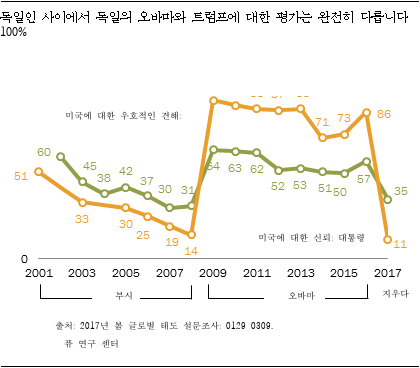 독일인 사이에서 독일의 오바마와 트럼프에 대한 평가는 완전히 다릅니다
100%
미국에 대한 우호적인 견해:
60 45 38 42 37 30 31
51 33 30 25 19 14
71 73 86
64 63 62 52 53 51 50 57 35
미국에 대한 신뢰: 대통령
11
0
2001 2003 2005 2007 2009 2011 2013 2015 2017
부시 오바마 지우다
출처: 2017년 봄 글로벌 태도 설문조사: 0129 0309.
퓨 연구 센터